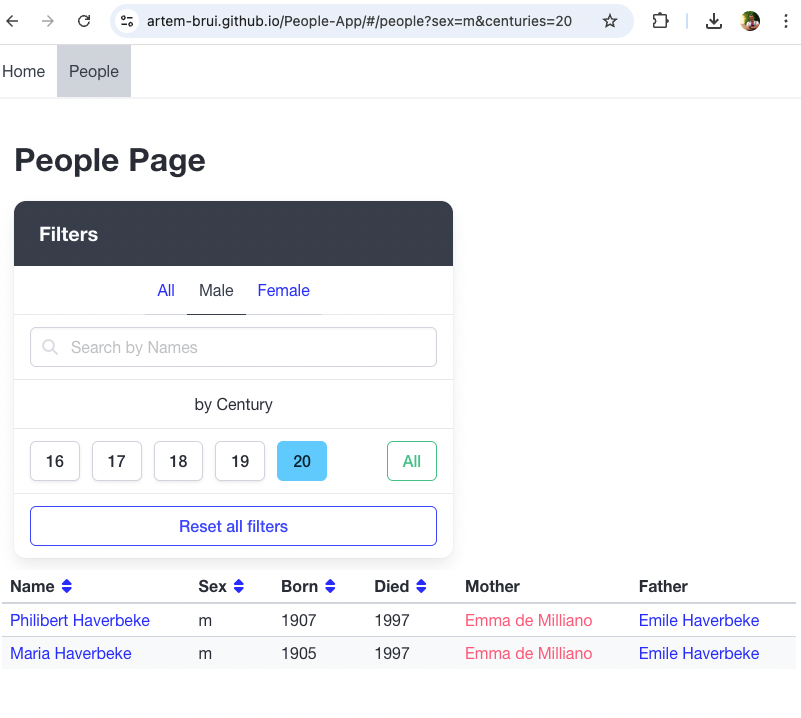 artem-brui.github.io/People-App/#/people?sex=m&centuries=20
Home People
People Page
Filters
All Male Female
Search by Names
by Century
16 17 18 19 20 All
Reset all filters
Name Sex Born Died Mother Father
Philibert Haverbeke m 1907 1997 Emma de Milliano Emile Haverbeke
Maria Haverbeke m 1905 1997 Emma de Milliano Emile Haverbeke